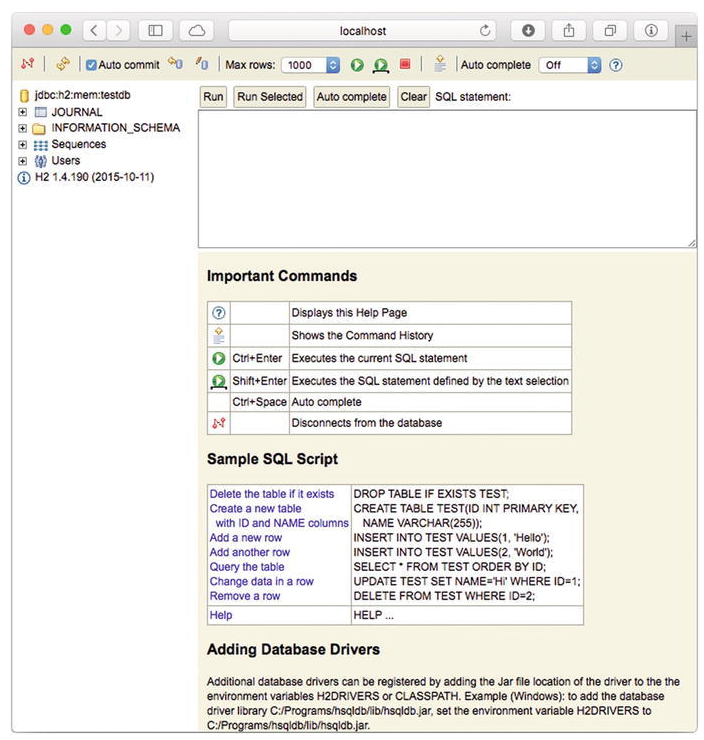 localhost
Auto commit Max rows: 1000 Auto complete Off
jdbc:h2:mem:testdb
JOURNAL
INFORMATION_SCHEMA
Sequences
Users
H2 1.4.190 (2015-10-11)
Run Run Selected Auto complete Clear SQL statement:
Important Commands
Displays this Help Page
Shows the Command History
Ctrl+Enter Executes the current SQL statement
Shift+Enter Executes the SQL statement defined by the text selection
Ctrl+Space Auto complete
Disconnects from the database
Sample SQL Script
Delete the table if it exists DROP TABLE IF EXISTS TEST;
Create a new table CREATE TABLE TEST(ID INT PRIMARY KEY,
with ID and NAME columns NAME VARCHAR(255));
Add a new row INSERT INTO TEST VALUES(1, 'Hello');
Add another row INSERT INTO TEST VALUES(2, 'World');
Query the table SELECT * FROM TEST ORDER BY ID;
Change data in a row UPDATE TEST SET NAME='Hi' WHERE ID=1;
Remove a row DELETE FROM TEST WHERE ID=2;
Help HELP ...
Adding Database Drivers
Additional database drivers can be registered by adding the Jar file location of the driver to the the
environment variables H2DRIVERS or CLASSPATH. Example (Windows): to add the database
driver library C:/Programs/hsqldb/lib/hsqldb.jar, set the environment variable H2DRIVERS to
C:/Programs/hsqldb/lib/hsqldb.jar.